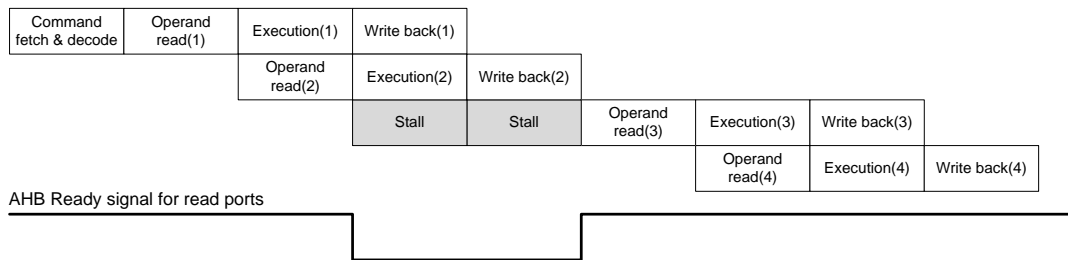 Command
fetch & decode
Operand
read(1)
Execution(1)
Write back(1)
Operand
read(2)
Execution(2)
Write back(2)
Stall
Stall
Operand
read(3)
Execution(3)
Write back(3)
Operand
read(4)
Execution(4)
Write back(4)
AHB Ready signal for read ports